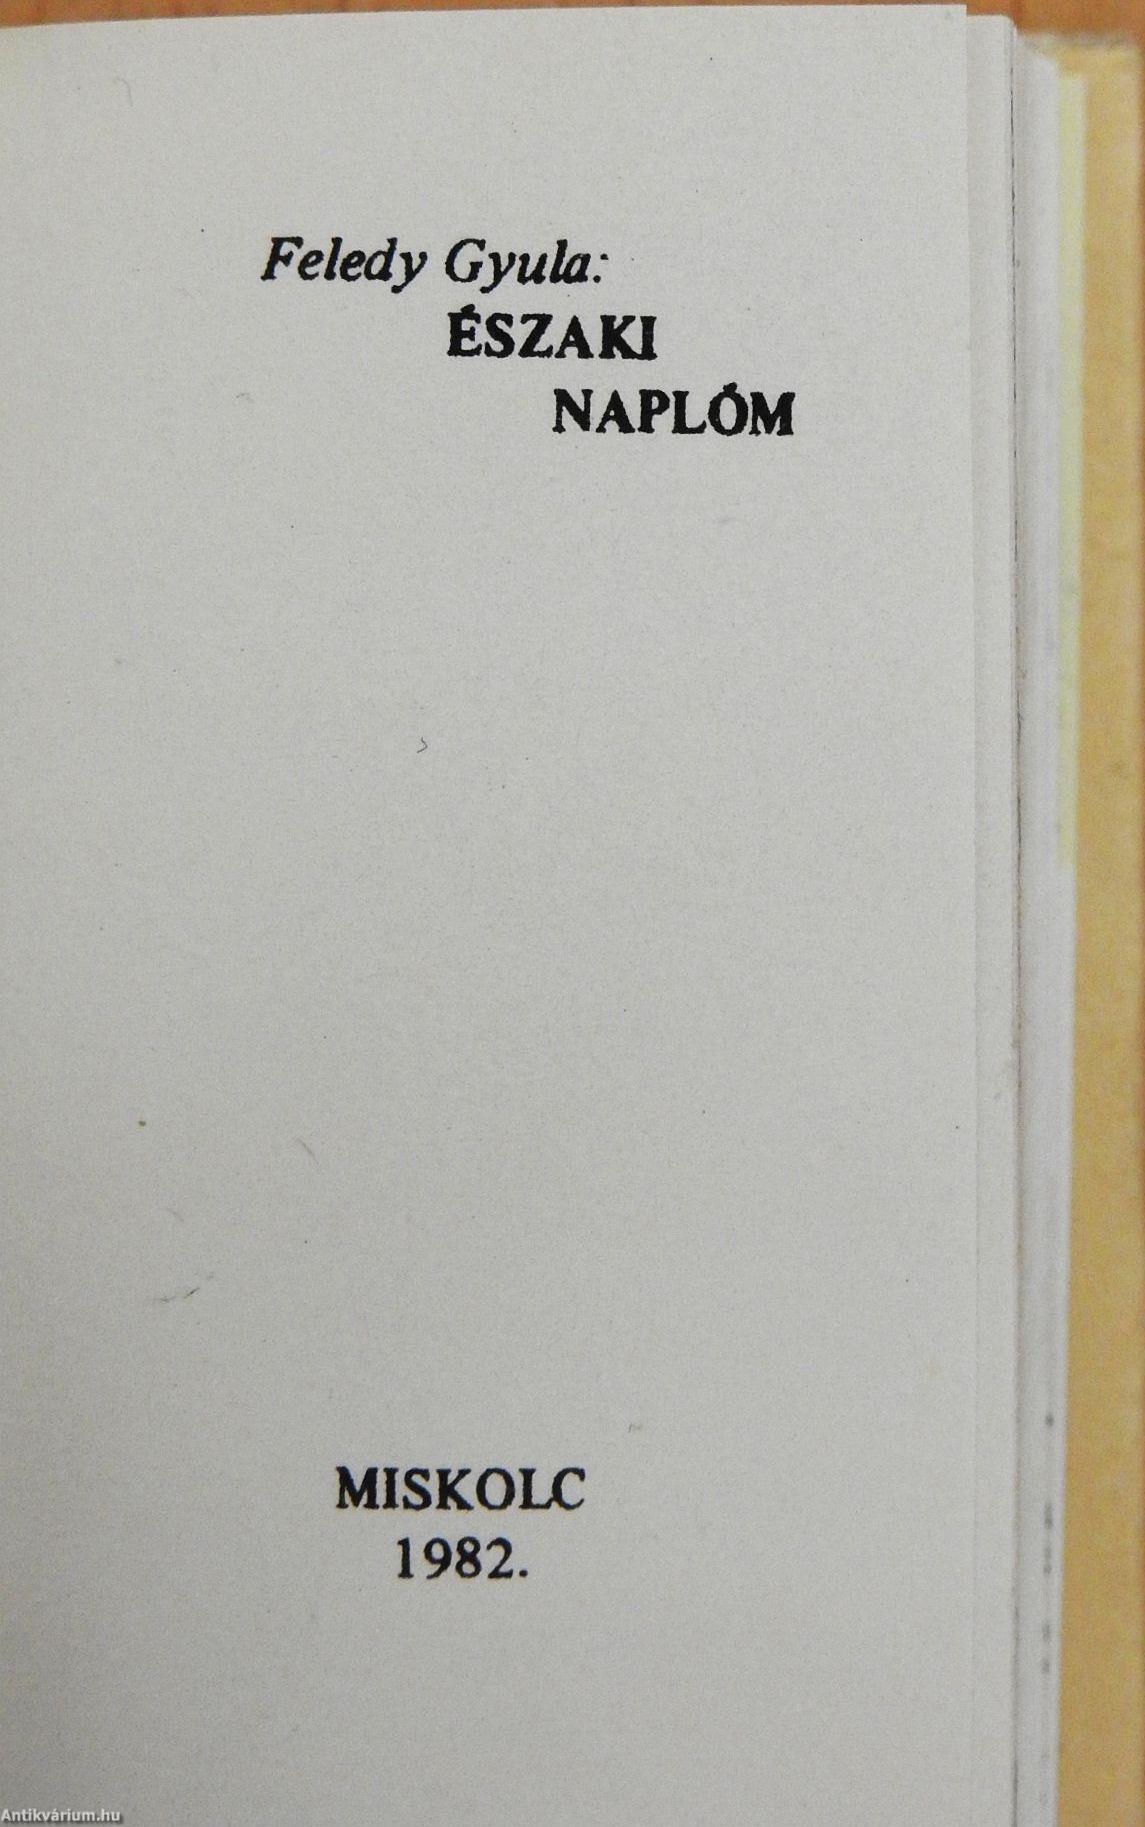 Feledy Gyula:
ÉSZAKI
NAPLÓM
MISKOLC
1982.
Antikvárium.hu